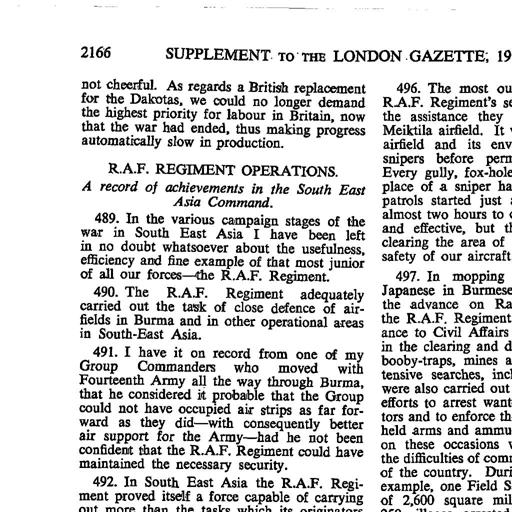 2166 SUPPLEMENT TO THE LONDON GAZETTE, 19
not cheerful. As regards a British replacement
for the Dakotas, we could no longer demand
the highest priority for labour in Britain, now
that the war had ended, thus making progress
automatically slow in production.
R.A.F. REGIMENT OPERATIONS.
A record of achievements in the South East
Asia Command.
489. In the various campaign stages of the
war in South East Asia I have been left
in no doubt whatsoever about the usefulness,
efficiency and fine example of that most junior
of all our forces—the R.A.F. Regiment.
490. The R.A.F. Regiment adequately
carried out the task of close defence of air-
fields in Burma and in other operational areas
in South-East Asia.
491. I have it on record from one of my
Group Commanders who moved with
Fourteenth Army all the way through Burma,
that he considered it probable that the Group
could not have occupied air strips as far for-
ward as they did—with consequently better
air support for the Army—had he not been
confident that the R.A.F. Regiment could have
maintained the necessary security.
492. In South East Asia the R.A.F. Regi-
ment proved itself a force capable of carrying
out more than the tasks which its originators
496. The most ou
R.A.F. Regiment's se
the assistance they
Meiktila airfield. It
airfield and its env
snipers before perm
Every gully, fox-hole
place of a sniper ha
patrols started just
almost two hours to
and effective, but th
clearing the area of
safety of our aircraft
497. In mopping
Japanese in Burmese
the advance on Ra
the R.A.F. Regiment
ance to Civil Affairs
in the clearing and d
booby-traps, mines a
tensive searches, incl
were also carried out
efforts to arrest want
tors and to enforce th
held arms and ammu
on these occasions
the difficulties of com
of the country. Duri
example, one Field S
of 2,600 square mil